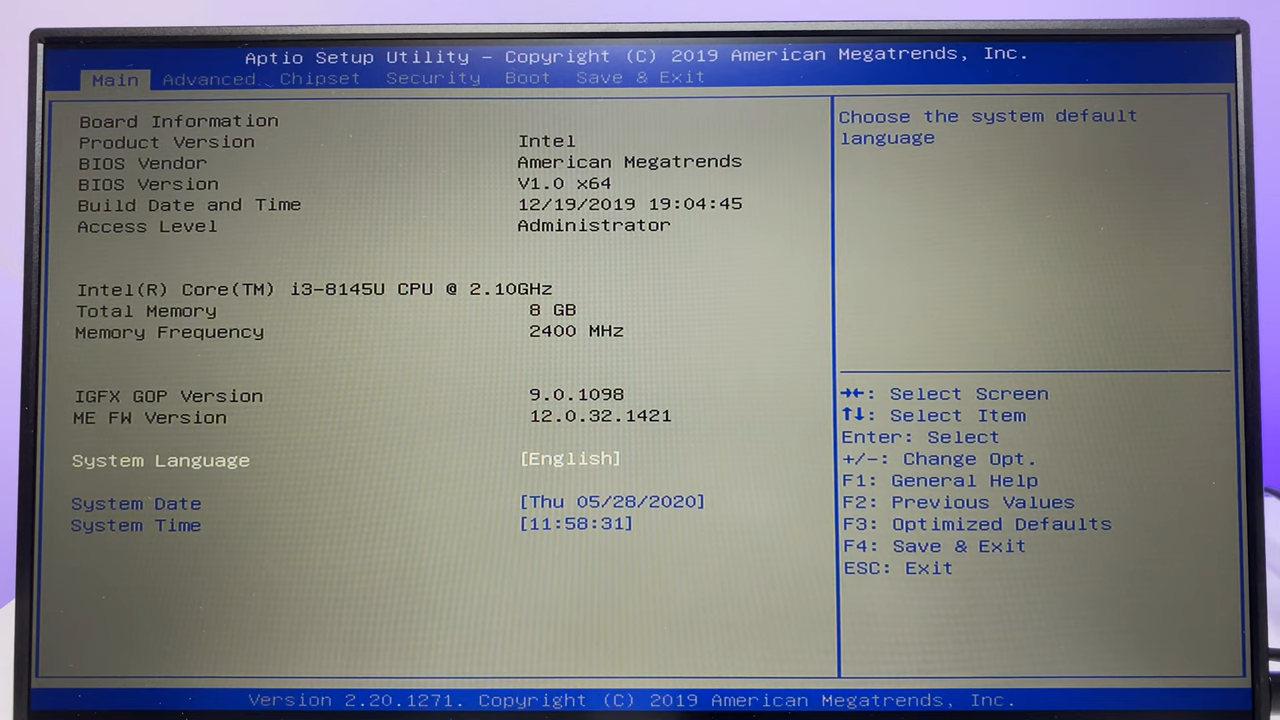 Aptio Setup Utility – Copyright (C) 2019 American Megatrends, Inc.
Main Advanced Chipset Security Boot Save & Exit
Board Information
Product Version Intel
BIOS Vendor American Megatrends
BIOS Version V1.0 x64
Build Date and Time 12/19/2019 19:04:45
Access Level Administrator
Intel(R) Core(TM) i3-8145U CPU @ 2.10GHz
Total Memory 8 GB
Memory Frequency 2400 MHz
IGFX GOP Version 9.0.1098
ME FW Version 12.0.32.1421
System Language [English]
System Date [Thu 05/28/2020]
System Time [11:58:31]
Choose the system default
language
→←: Select Screen
↑↓: Select Item
Enter: Select
+/-: Change Opt.
F1: General Help
F2: Previous Values
F3: Optimized Defaults
F4: Save & Exit
ESC: Exit
Version 2.20.1271. Copyright (C) 2019 American Megatrends, Inc.